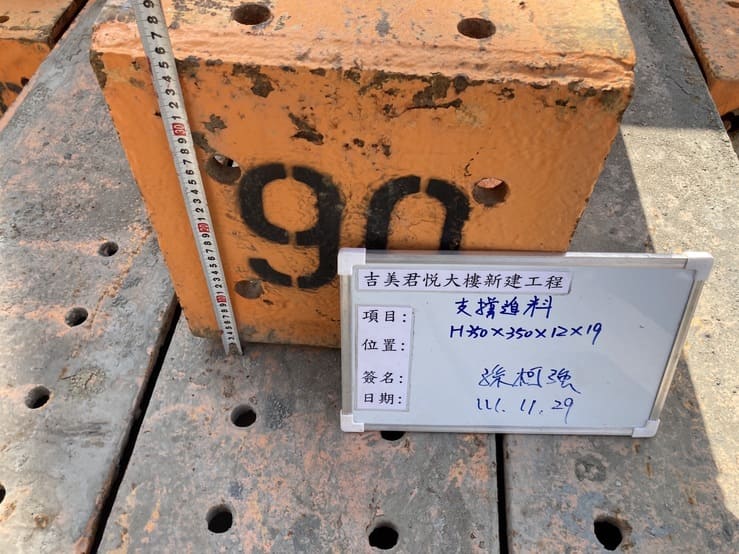 90
吉美君悦大樓新建工程
項目:
支撐進料
H350×350×12×19
位置:
簽名:
日期:
111.11.29